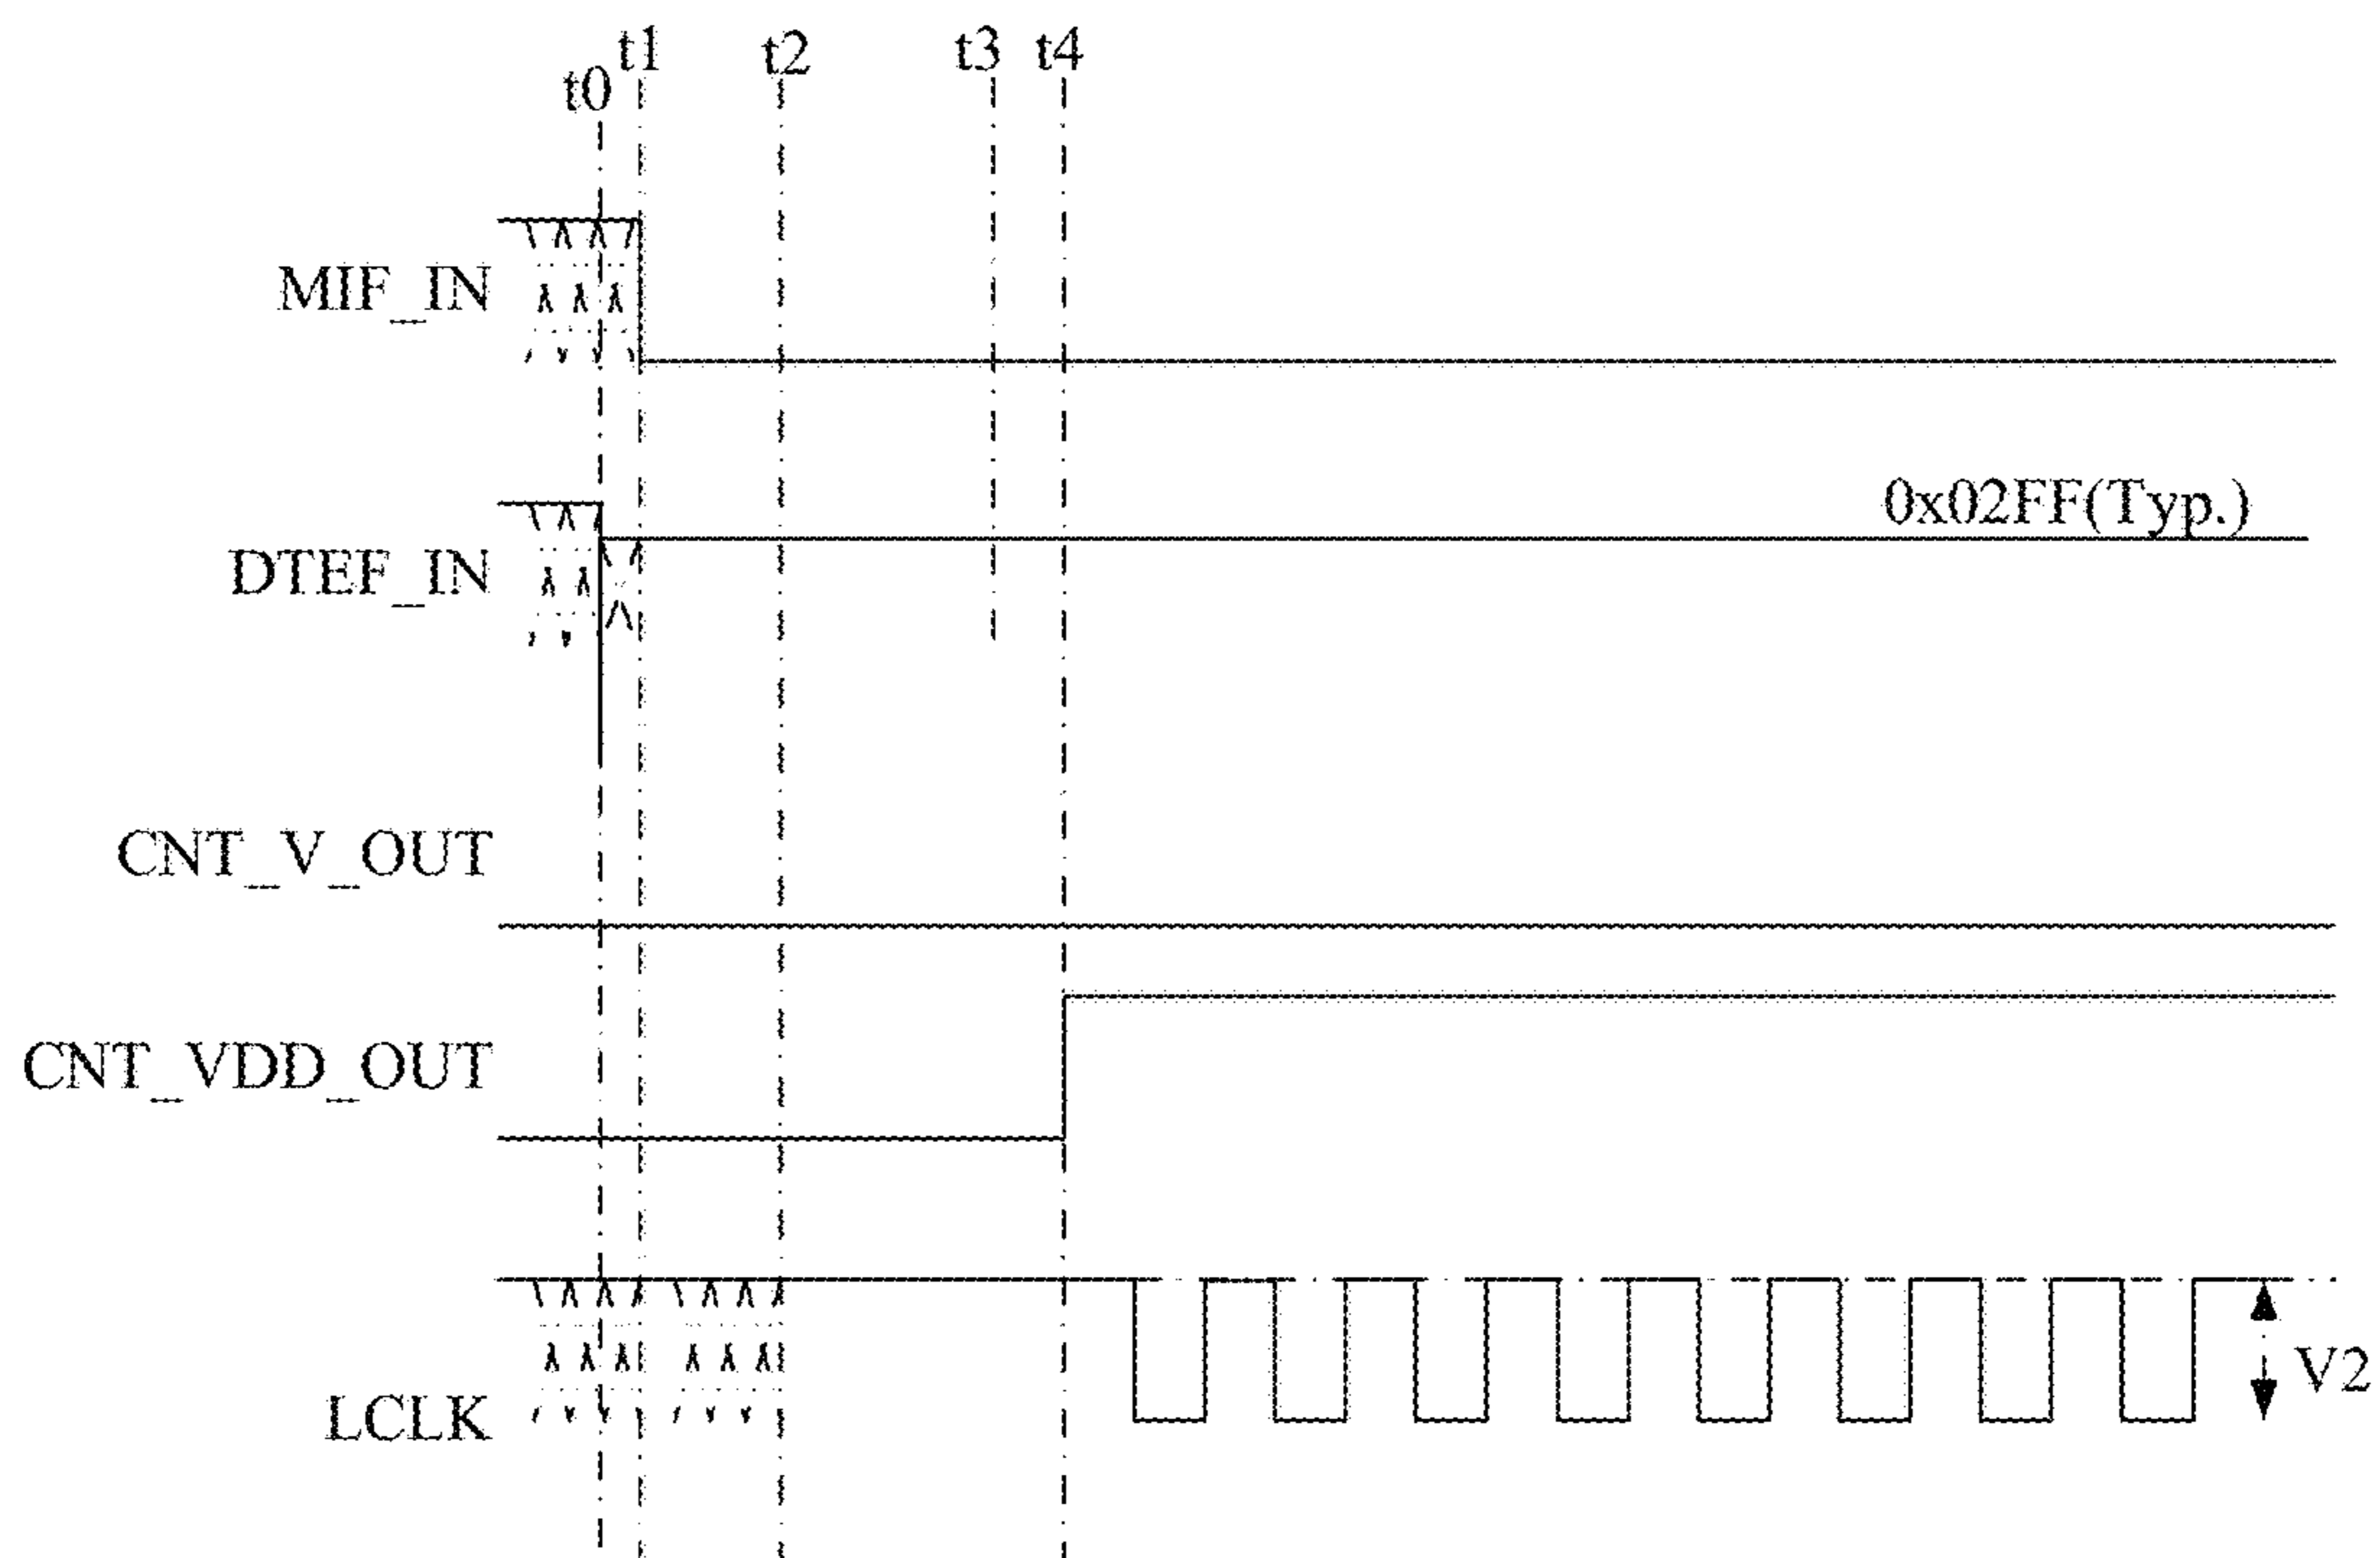 t0 t1 t2 t3 t4
MIF_IN
0x02FF(Typ.)
DTEF_IN
CNT_V_OUT
CNT_VDD_OUT
V2
LCLK